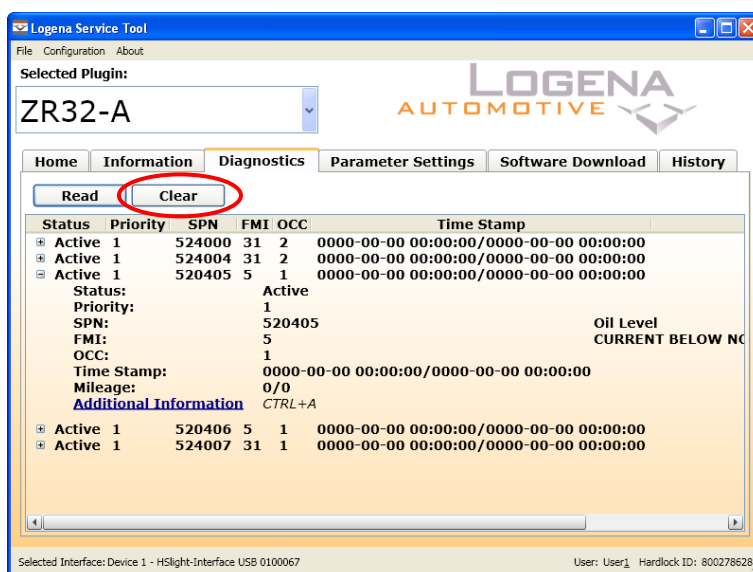 Logena Service Tool
File Configuration About
Selected Plugin:
ZR32-A
LOGENA
AUTOMOTIVE
Home Information Diagnostics Parameter Settings Software Download History
Read Clear
Status Priority SPN FMI OCC Time Stamp
Active 1 524000 31 2 0000-00-00 00:00:00/0000-00-00 00:00:00
Active 1 524004 31 2 0000-00-00 00:00:00/0000-00-00 00:00:00
Active 1 520405 5 1 0000-00-00 00:00:00/0000-00-00 00:00:00
Status: Active
Priority: 1
SPN: 520405 Oil Level
FMI: 5 CURRENT BELOW NO
OCC: 1
Time Stamp: 0000-00-00 00:00:00/0000-00-00 00:00:00
Mileage: 0/0
Additional Information CTRL+A
Active 1 520406 5 1 0000-00-00 00:00:00/0000-00-00 00:00:00
Active 1 524007 31 1 0000-00-00 00:00:00/0000-00-00 00:00:00
Selected Interface: Device 1 - HSlight-Interface USB 0100067 User: User1 Hardlock ID: 800278628